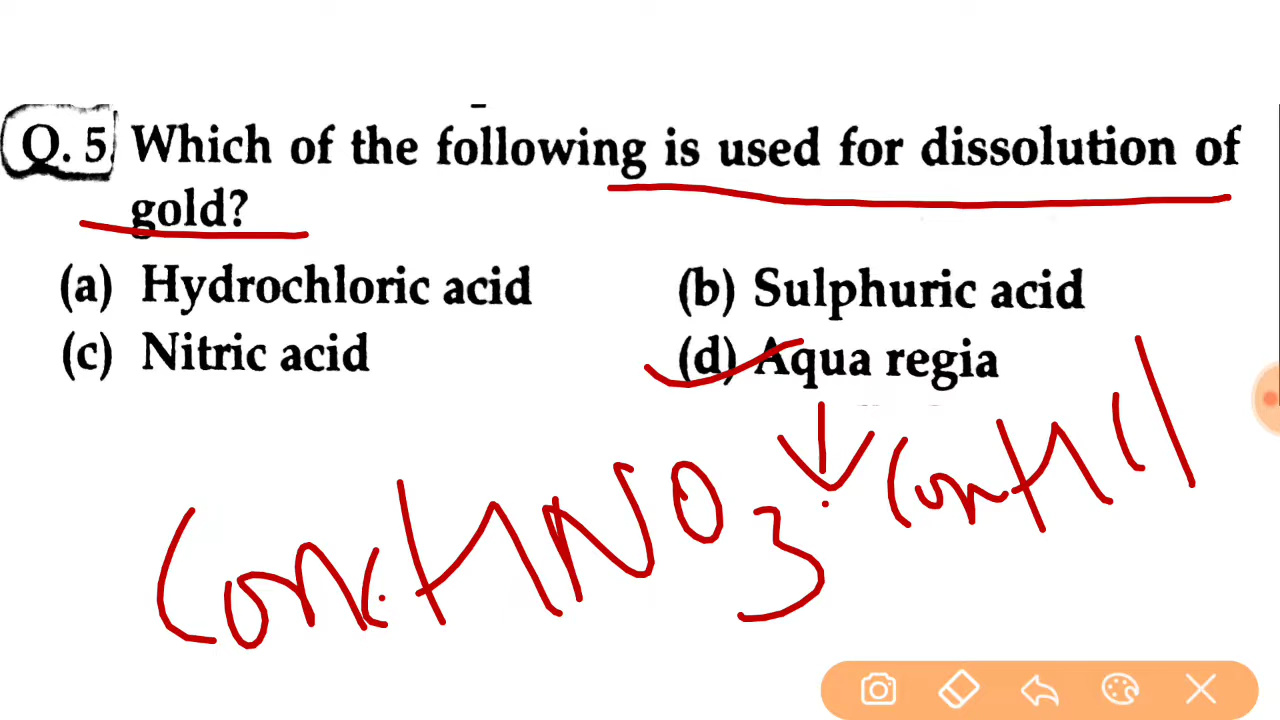 Q. 5 Which of the following is used for dissolution of
gold?
(a) Hydrochloric acid (b) Sulphuric acid
(c) Nitric acid (d) Aqua regia
Conc. HNO3 Con HCl